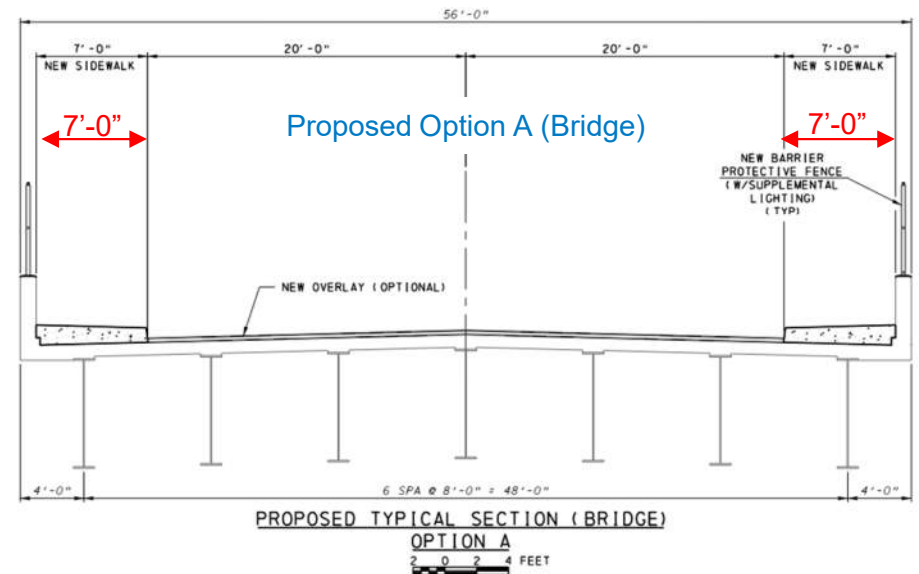 56'-0"
7'-0" 20'-0" 20'-0" 7'-0"
NEW SIDEWALK NEW SIDEWALK
7'-0" Proposed Option A (Bridge) 7'-0"
NEW BARRIER
PROTECTIVE FENCE
(W/SUPPLEMENTAL
LIGHTING)
(TYP)
NEW OVERLAY (OPTIONAL)
4'-0" 6 SPA @ 8'-0" = 48'-0" 4'-0"
PROPOSED TYPICAL SECTION (BRIDGE)
OPTION A
2 0 2 4 FEET